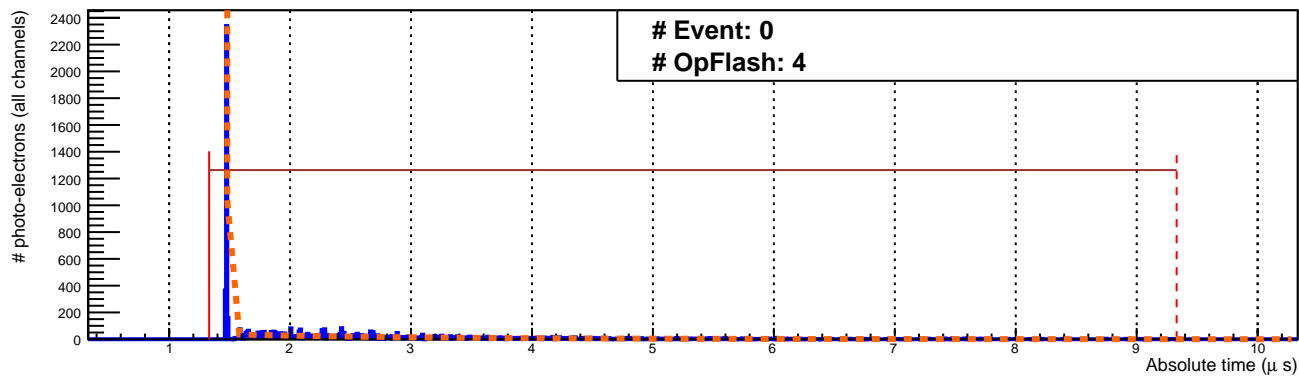 # Event: 0
# OpFlash: 4
# photo-electrons (all channels)
2400
2200
2000
1800
1600
1400
1200
1000
800
600
400
200
0
1 2 3 4 5 6 7 8 9 10
Absolute time (μ s)